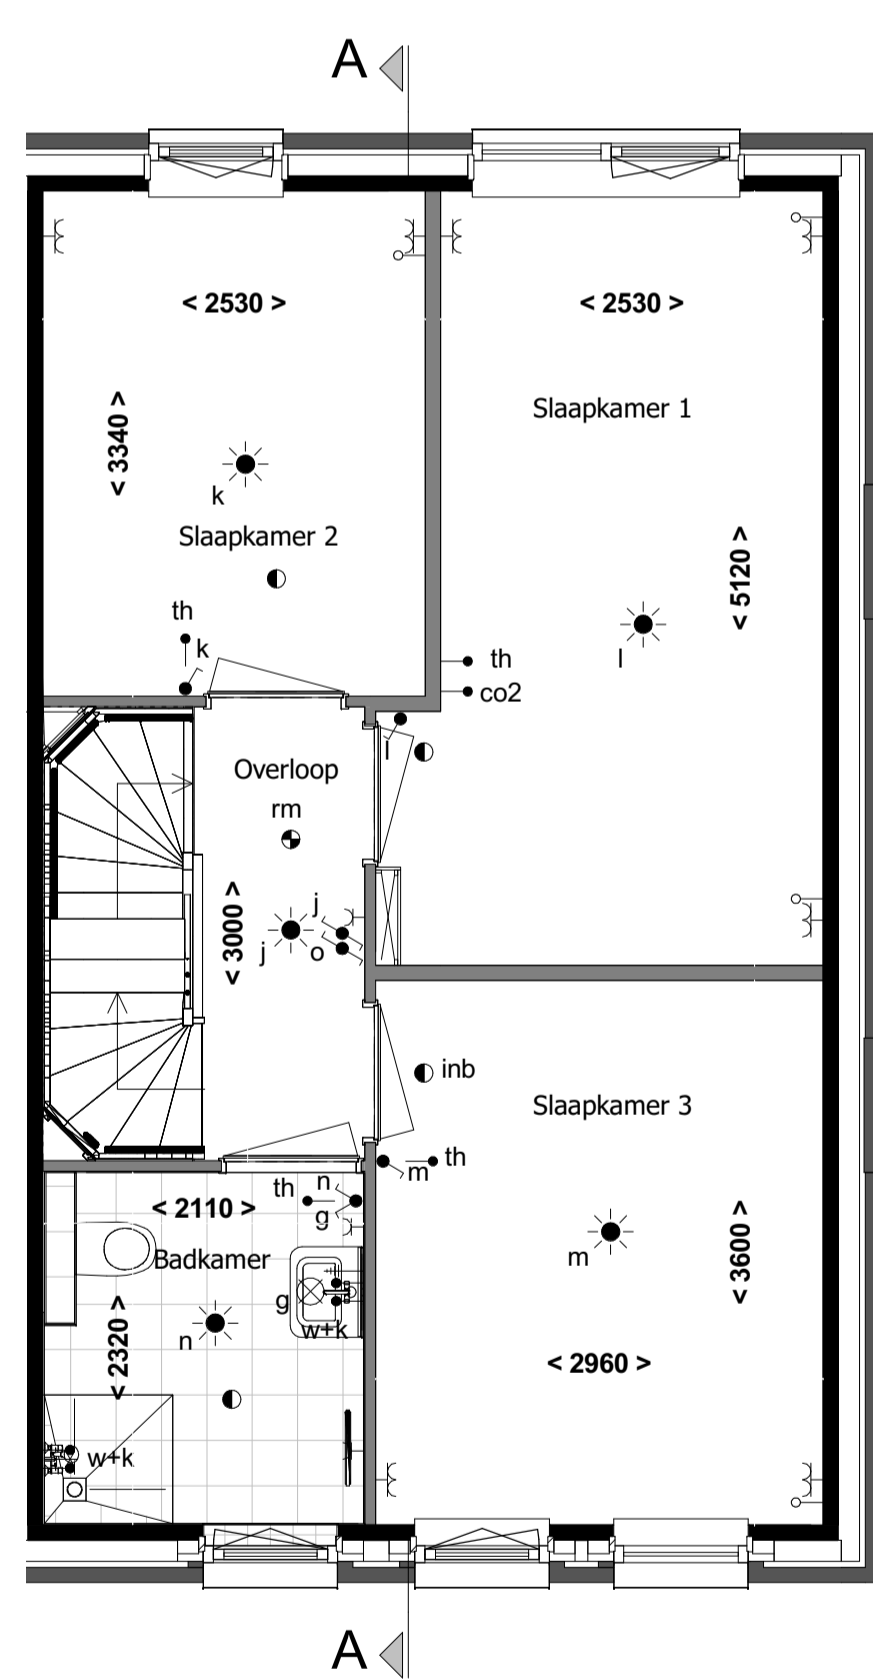 A
< 2530 >
< 2530 >
Slaapkamer 1
< 3340 >
k
Slaapkamer 2
< 5120 >
th
k
l
th
co2
l
Overloop
rm
< 3000 >
j
j
o
inb
Slaapkamer 3
m
th
th
n
g
< 2110 >
Badkamer
m
< 3600 >
g
w+k
n
< 2320 >
< 2960 >
w+k
A